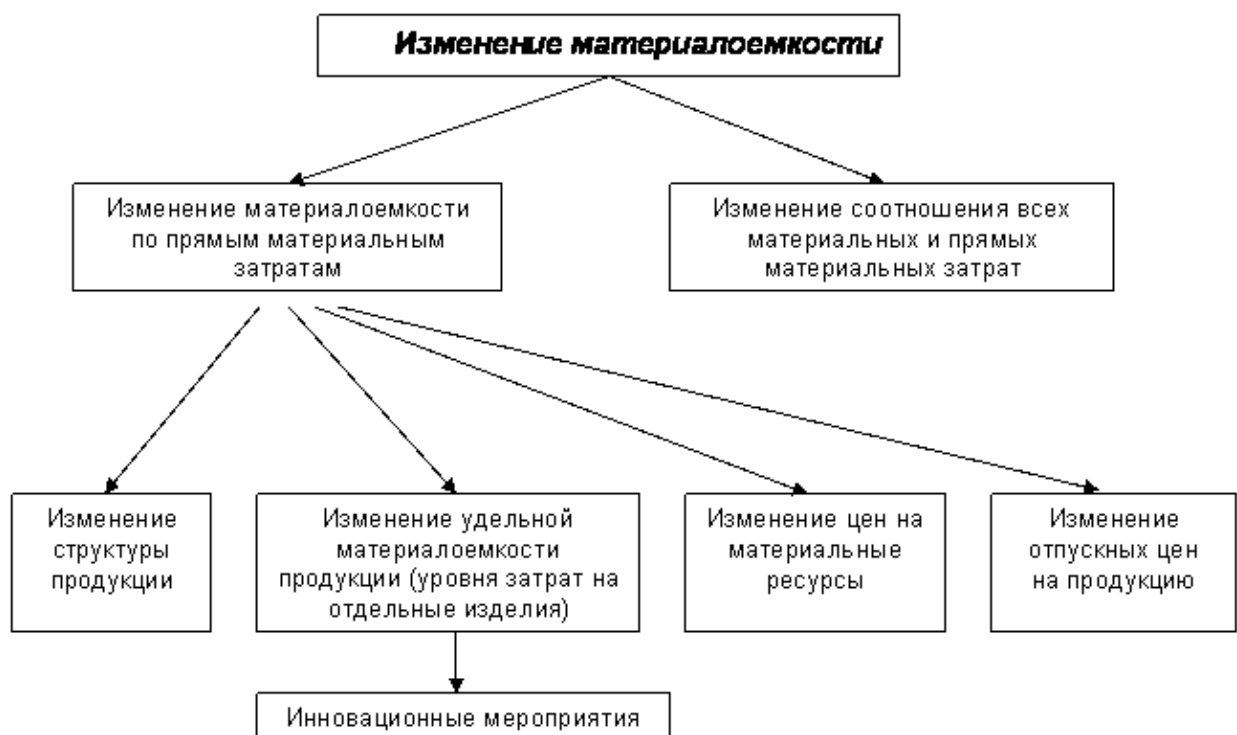 Изменение материалоемкости
Изменение материалоемкости
по прямым материальным
затратам
Изменение соотношения всех
материальных и прямых
материальных затрат
Изменение
структуры
продукции
Изменение удельной
материалоемкости
продукции (уровня затрат на
отдельные изделия)
Изменение цен на
материальные
ресурсы
Изменение
отпускных цен
на продукцию
Инновационные мероприятия